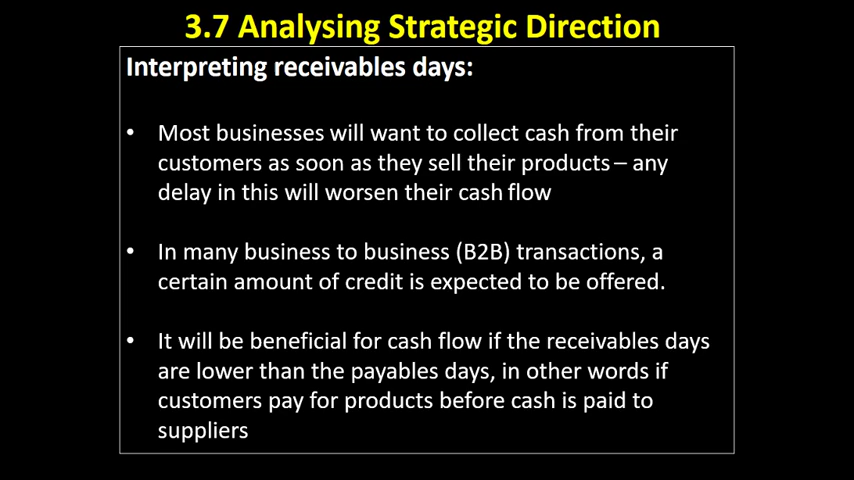 3.7 Analysing Strategic Direction
Interpreting receivables days:
• Most businesses will want to collect cash from their
customers as soon as they sell their products – any
delay in this will worsen their cash flow
• In many business to business (B2B) transactions, a
certain amount of credit is expected to be offered.
• It will be beneficial for cash flow if the receivables days
are lower than the payables days, in other words if
customers pay for products before cash is paid to
suppliers